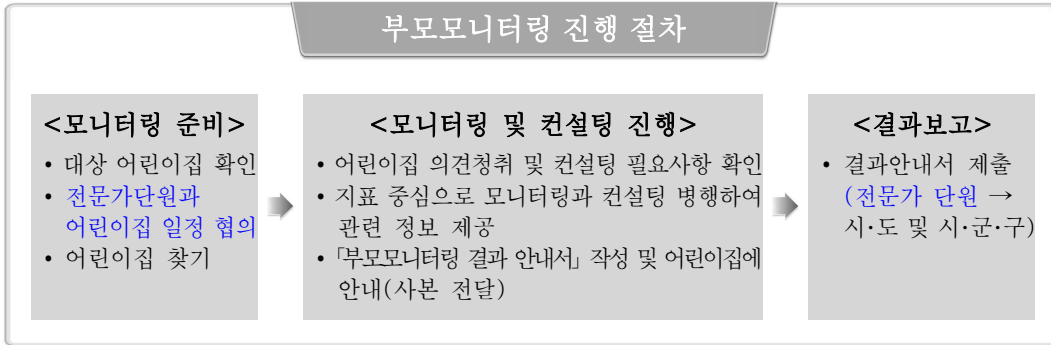 부모모니터링 진행 절차
<모니터링 준비>
• 대상 어린이집 확인
• 전문가단원과
어린이집 일정 협의
• 어린이집 찾기
<모니터링 및 컨설팅 진행>
• 어린이집 의견청취 및 컨설팅 필요사항 확인
• 지표 중심으로 모니터링과 컨설팅 병행하여
관련 정보 제공
• ｢부모모니터링 결과 안내서｣ 작성 및 어린이집에
안내(사본 전달)
<결과보고>
• 결과안내서 제출
(전문가 단원 →
시·도 및 시·군·구)